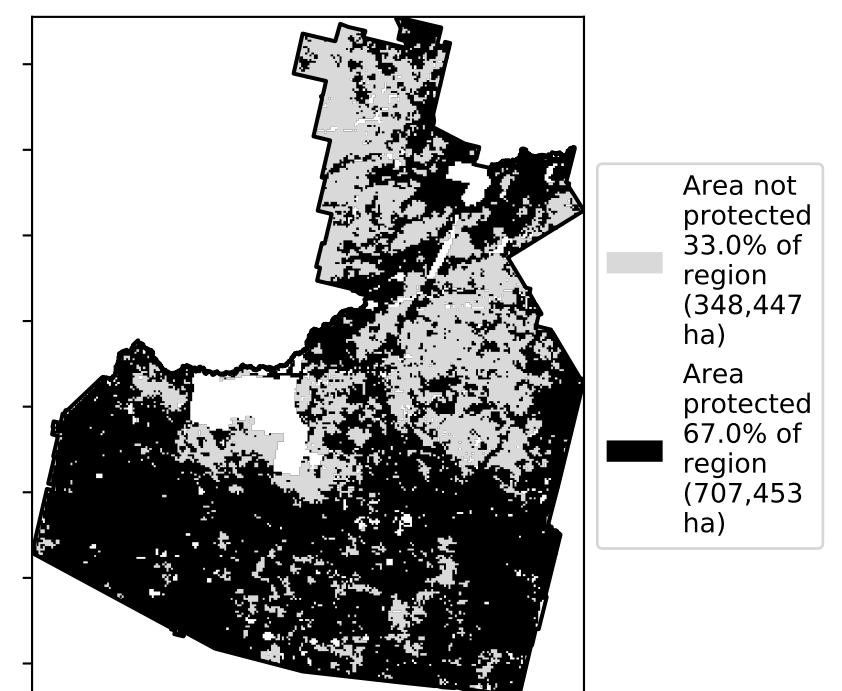 Area not
protected
33.0% of
region
(348,447
ha)
Area
protected
67.0% of
region
(707,453
ha)